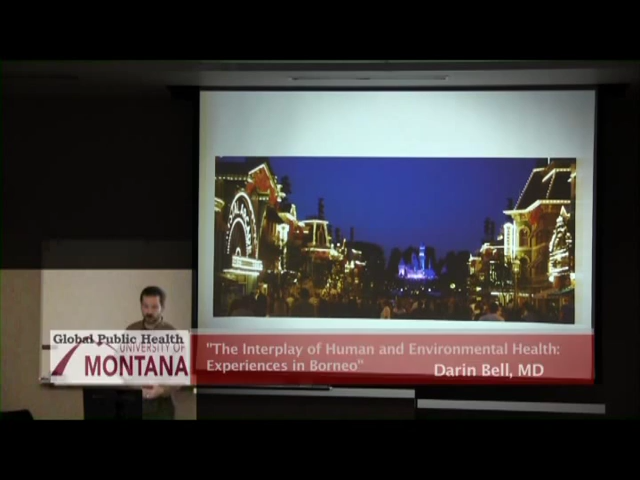 Global Public Health
UNIVERSITY OF
MONTANA
"The Interplay of Human and Environmental Health:
Experiences in Borneo"
Darin Bell, MD